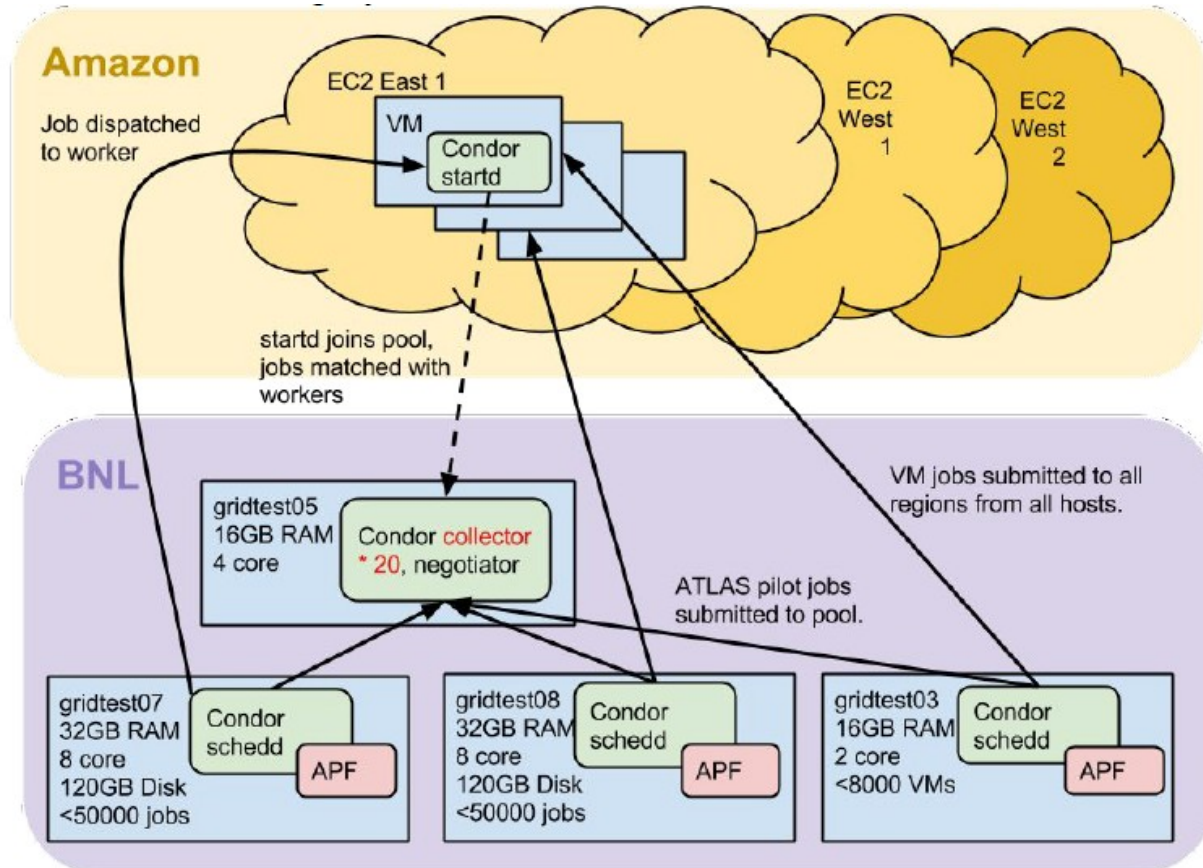 Amazon
EC2 East 1
Job dispatched
to worker
VM
Condor
startd
EC2
West
1
EC2
West
2
startd joins pool,
jobs matched with
workers
BNL
gridtest05
16GB RAM
4 core
Condor collector
* 20, negotiator
VM jobs submitted to all
regions from all hosts.
ATLAS pilot jobs
submitted to pool.
gridtest07
32GB RAM
8 core
120GB Disk
<50000 jobs
Condor
schedd
APF
gridtest08
32GB RAM
8 core
120GB Disk
<50000 jobs
Condor
schedd
APF
gridtest03
16GB RAM
2 core
<8000 VMs
Condor
schedd
APF